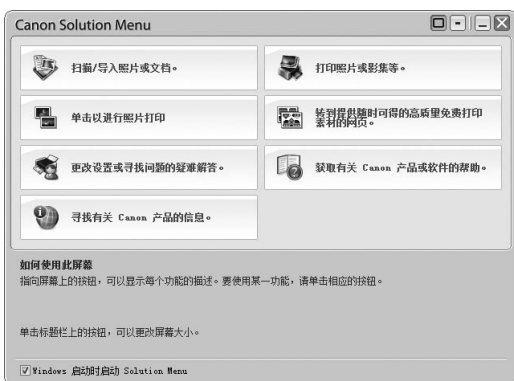 Canon Solution Menu
扫描/导入照片或文档。
打印照片或影集等。
单击以进行照片打印
转到提供随时可得的高质量免费打印
素材的网页。
更改设置或寻找问题的疑难解答。
获取有关 Canon 产品或软件的帮助。
寻找有关 Canon 产品的信息。
如何使用此屏幕
指向屏幕上的按钮，可以显示每个功能的描述。要使用某一功能，请单击相应的按钮。
单击标题栏上的按钮，可以更改屏幕大小。
Windows 启动时启动 Solution Menu